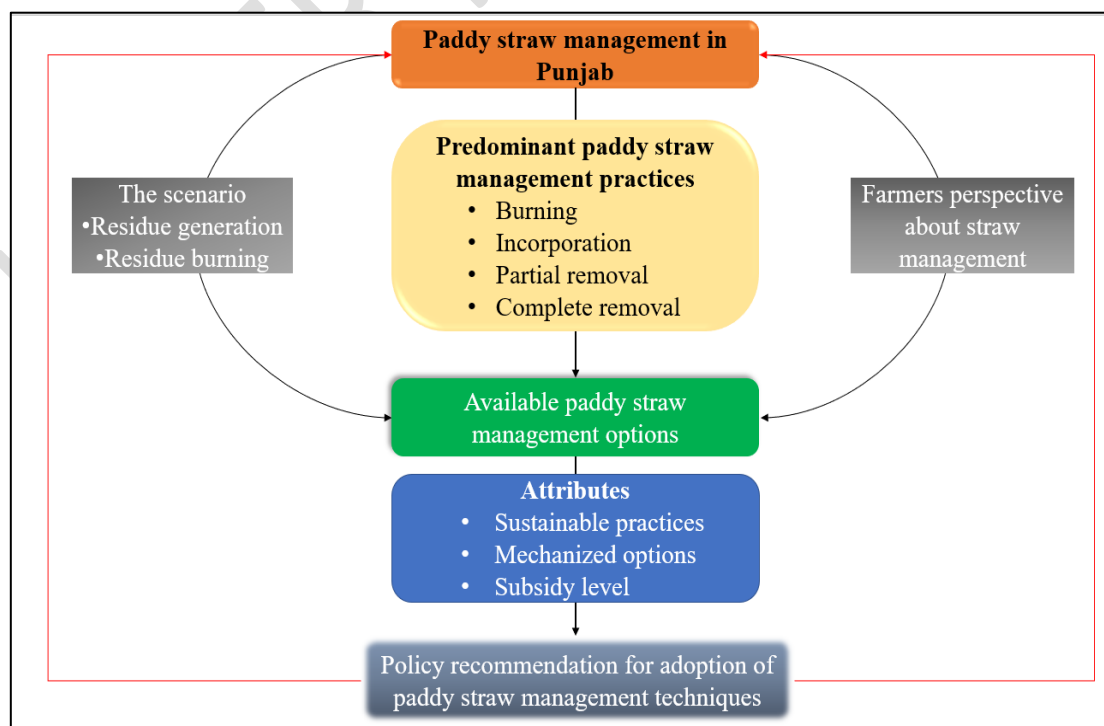 Paddy straw management in
Punjab
Predominant paddy straw
management practices
• Burning
• Incorporation
• Partial removal
• Complete removal
The scenario
•Residue generation
•Residue burning
Farmers perspective
about straw
management
Available paddy straw
management options
Attributes
• Sustainable practices
• Mechanized options
• Subsidy level
Policy recommendation for adoption of
paddy straw management techniques